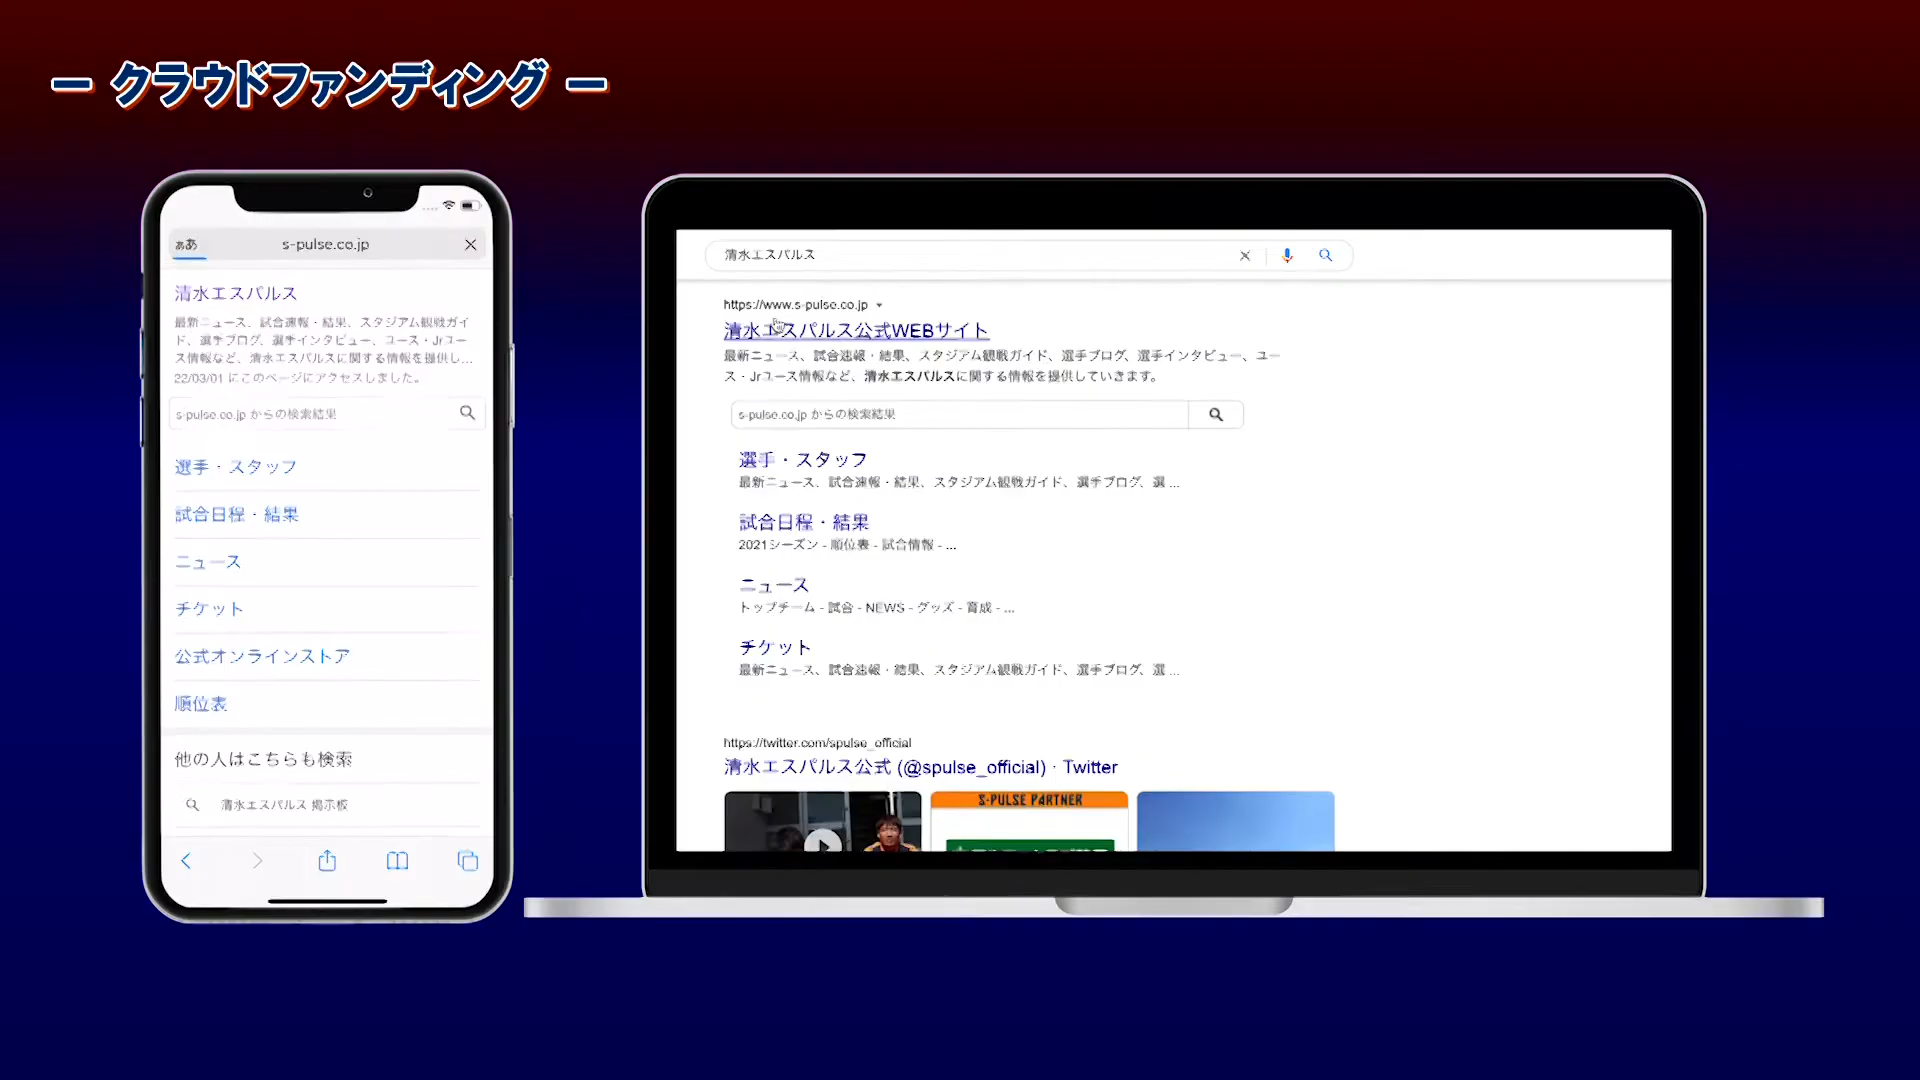 — クラウドファンディング —
ぁあ s-pulse.co.jp
清水エスパルス
最新ニュース、試合速報・結果、スタジアム観戦ガイ
ド、選手ブログ、選手インタビュー、ユース・Jrユー
ス情報など、清水エスパルスに関する情報を提供し...
22/03/01 にこのページにアクセスしました。
s-pulse.co.jp からの検索結果
選手・スタッフ
試合日程・結果
ニュース
チケット
公式オンラインストア
順位表
他の人はこちらも検索
清水エスパルス 掲示板
清水エスパルス
https://www.s-pulse.co.jp
清水エスパルス公式WEBサイト
最新ニュース、試合速報・結果、スタジアム観戦ガイド、選手ブログ、選手インタビュー、ユー
ス・Jrユース情報など、清水エスパルスに関する情報を提供していきます。
s-pulse.co.jp からの検索結果
選手・スタッフ
最新ニュース、試合速報・結果、スタジアム観戦ガイド、選手ブログ、選 ...
試合日程・結果
2021シーズン - 順位表 - 試合情報 - ...
ニュース
トップチーム - 試合 - NEWS - グッズ - 育成 - ...
チケット
最新ニュース、試合速報・結果、スタジアム観戦ガイド、選手ブログ、選 ...
https://twitter.com/spulse_official
清水エスパルス公式 (@spulse_official) · Twitter
S-PULSE PARTNER